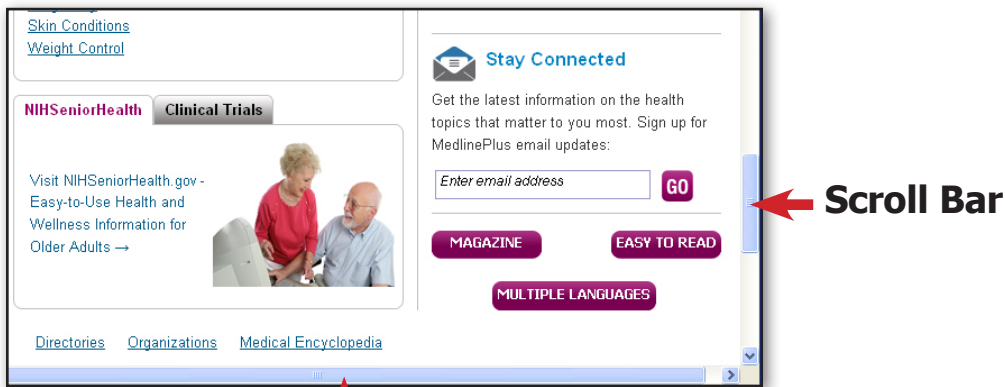 Skin Conditions
Weight Control
NIHSeniorHealth
Clinical Trials
Visit NIHSeniorHealth.gov -
Easy-to-Use Health and
Wellness Information for
Older Adults →
Directories
Organizations
Medical Encyclopedia
Stay Connected
Get the latest information on the health
topics that matter to you most. Sign up for
MedlinePlus email updates:
Enter email address
GO
MAGAZINE
EASY TO READ
MULTIPLE LANGUAGES
Scroll Bar